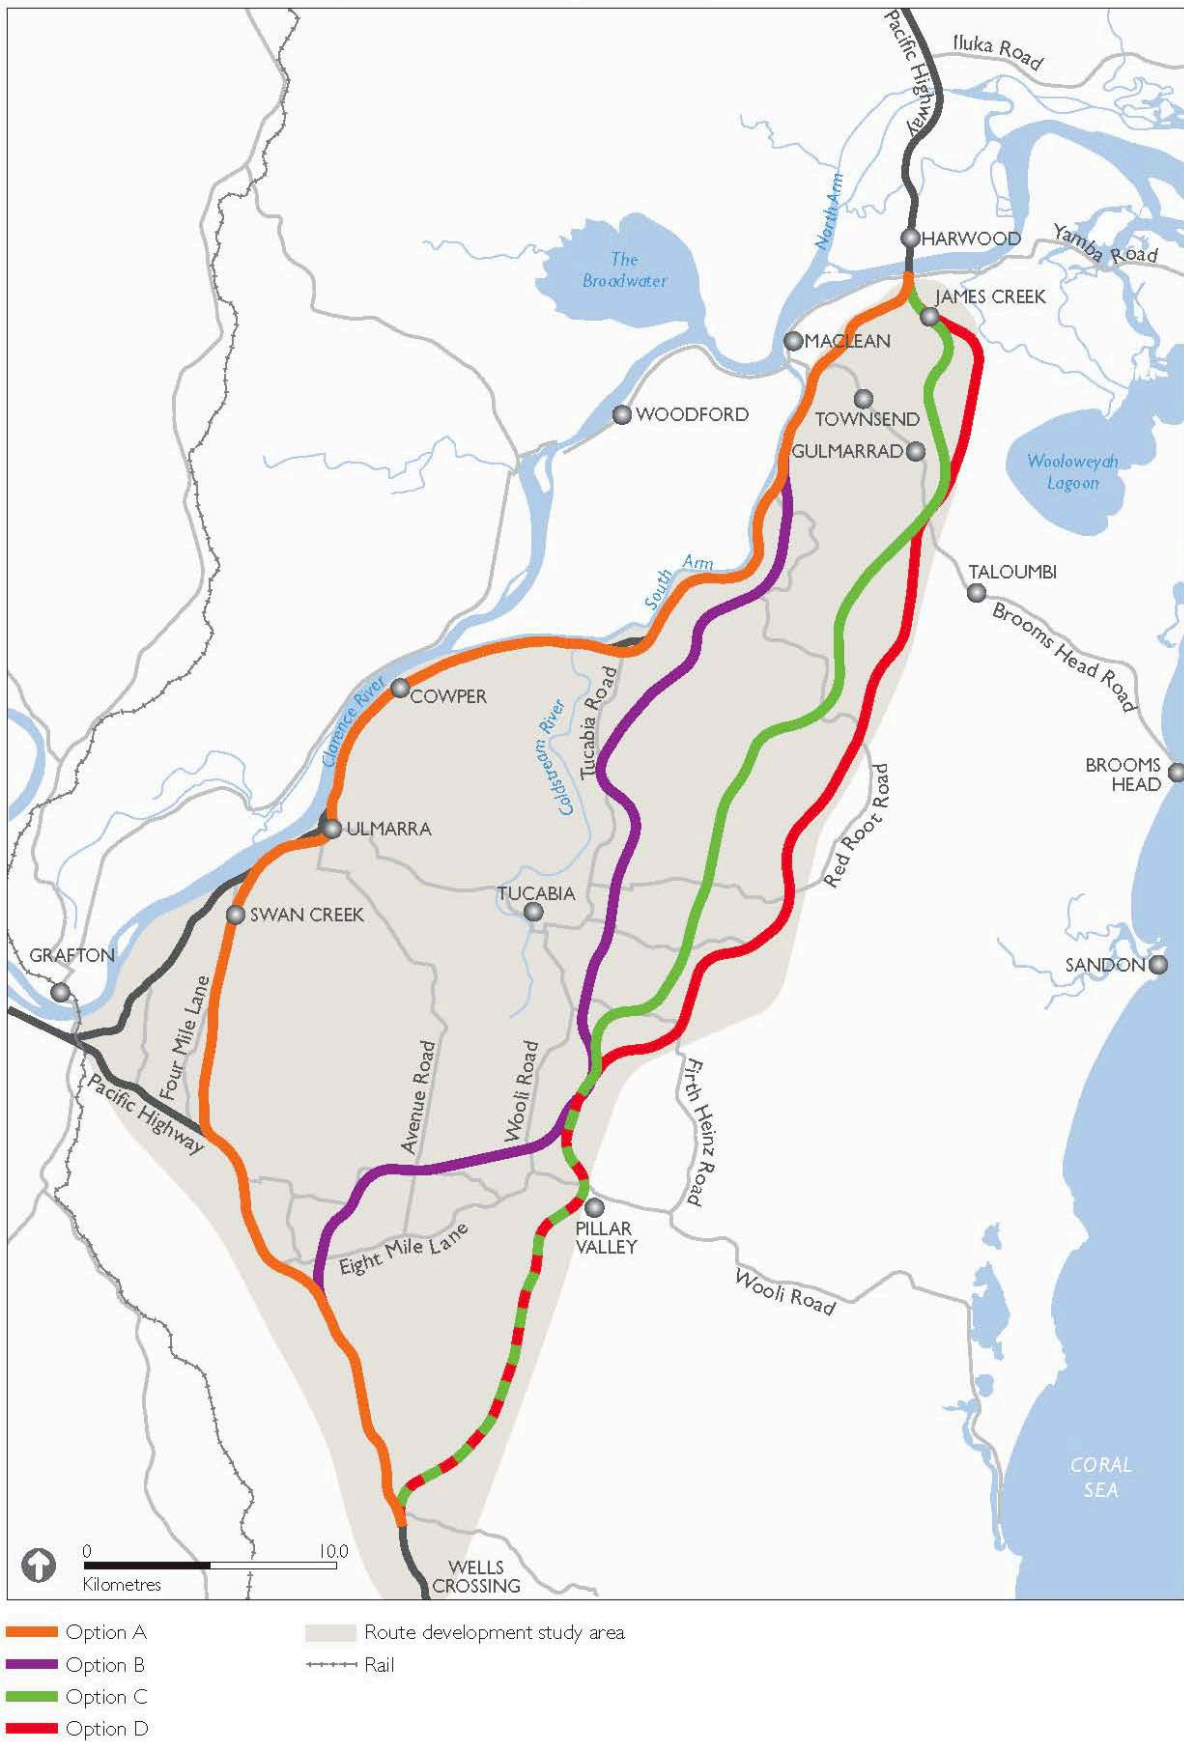 Pacific Highway
Iluka Road
North Arm
HARWOOD
Yamba Road
The
Broadwater
JAMES CREEK
MACLEAN
WOODFORD
TOWNSEND
GULMARRAD
Wooloweyah
Lagoon
South Arm
TALOUMBI
Brooms Head Road
COWPER
Clarence River
Coldstream River
Tucabia Road
BROOMS
HEAD
ULMARRA
Red Root Road
TUCABIA
SWAN CREEK
GRAFTON
SANDON
Four Mile Lane
Pacific Highway
Avenue Road
Wooli Road
Firth Heinz Road
PILLAR
VALLEY
Eight Mile Lane
Wooli Road
CORAL
SEA
0 10.0
Kilometres
WELLS
CROSSING
Option A
Option B
Option C
Option D
Route development study area
Rail